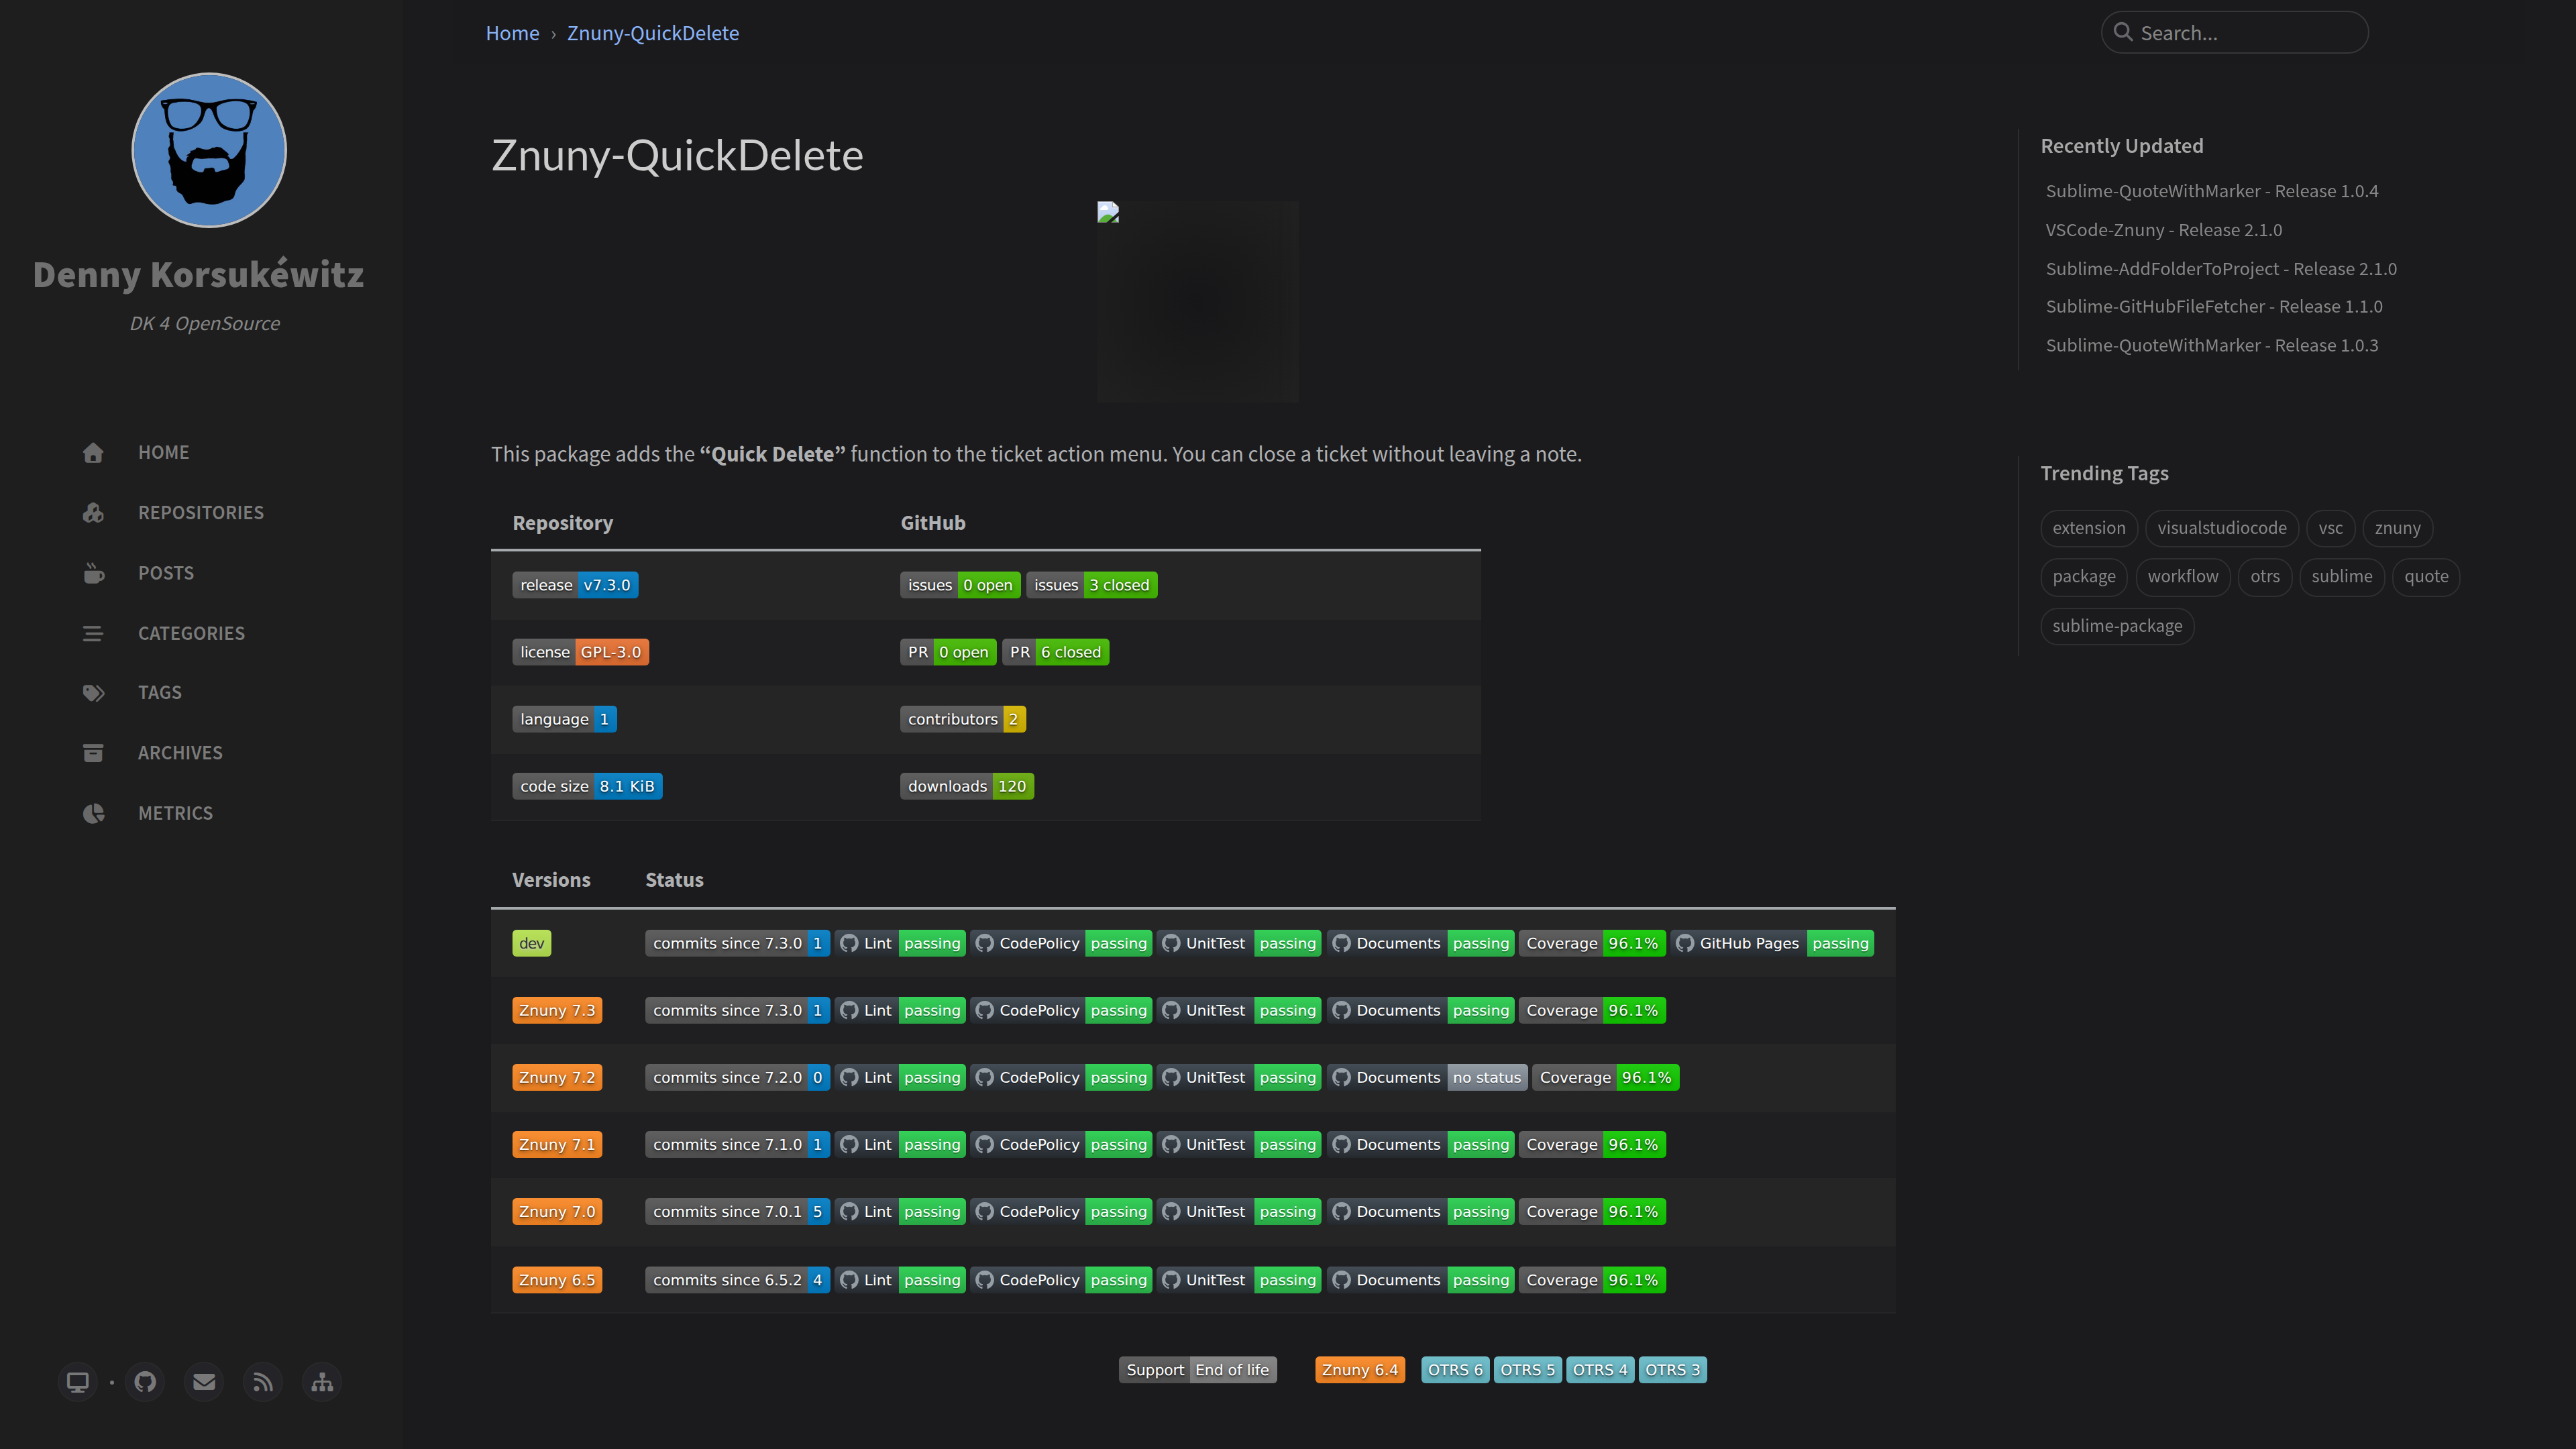 Denny Korsukéwitz
DK 4 OpenSource
HOME
REPOSITORIES
POSTS
CATEGORIES
TAGS
ARCHIVES
METRICS
Home › Znuny-QuickDelete
Search...
Znuny-QuickDelete
This package adds the “Quick Delete” function to the ticket action menu. You can close a ticket without leaving a note.
Repository GitHub
release v7.3.0 issues 0 open issues 3 closed
license GPL-3.0 PR 0 open PR 6 closed
language 1 contributors 2
code size 8.1 KiB downloads 120
Versions Status
dev commits since 7.3.0 1 Lint passing CodePolicy passing UnitTest passing Documents passing Coverage 96.1% GitHub Pages passing
Znuny 7.3 commits since 7.3.0 1 Lint passing CodePolicy passing UnitTest passing Documents passing Coverage 96.1%
Znuny 7.2 commits since 7.2.0 0 Lint passing CodePolicy passing UnitTest passing Documents no status Coverage 96.1%
Znuny 7.1 commits since 7.1.0 1 Lint passing CodePolicy passing UnitTest passing Documents passing Coverage 96.1%
Znuny 7.0 commits since 7.0.1 5 Lint passing CodePolicy passing UnitTest passing Documents passing Coverage 96.1%
Znuny 6.5 commits since 6.5.2 4 Lint passing CodePolicy passing UnitTest passing Documents passing Coverage 96.1%
Support End of life Znuny 6.4 OTRS 6 OTRS 5 OTRS 4 OTRS 3
Recently Updated
Sublime-QuoteWithMarker - Release 1.0.4
VSCode-Znuny - Release 2.1.0
Sublime-AddFolderToProject - Release 2.1.0
Sublime-GitHubFileFetcher - Release 1.1.0
Sublime-QuoteWithMarker - Release 1.0.3
Trending Tags
extension visualstudiocode vsc znuny
package workflow otrs sublime quote
sublime-package